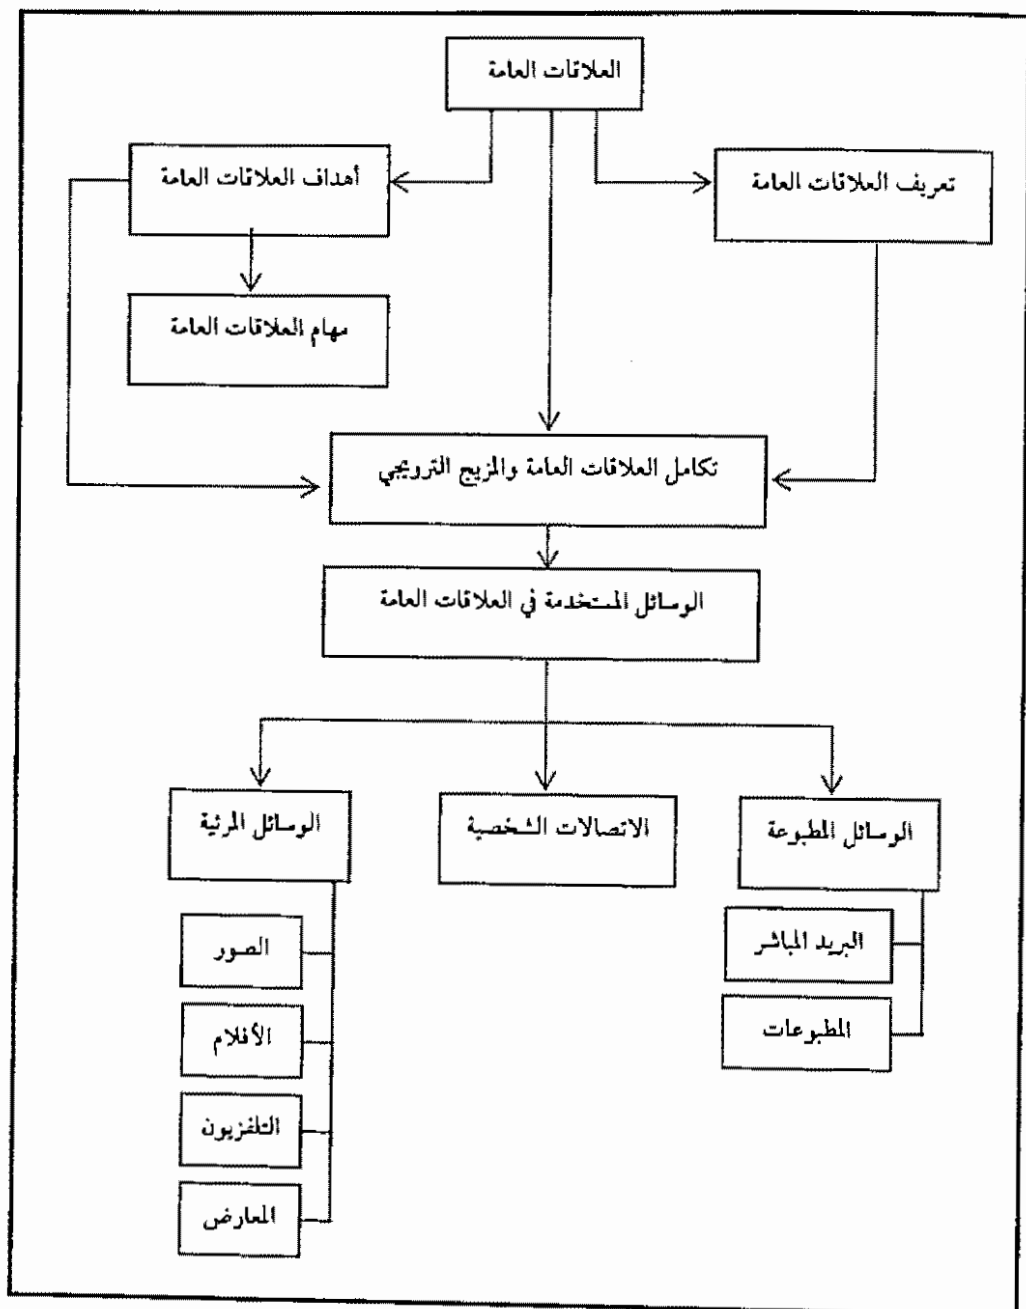 العلاقات العامة
تعريف العلاقات العامة
أهداف العلاقات العامة
مهام العلاقات العامة
تكامل العلاقات العامة والمزيج الترويجي
الوسائل المستخدمة في العلاقات العامة
الوسائل المطبوعة
الاتصالات الشخصية
الوسائل المرئية
البريد المباشر
المطبوعات
الصور
الأفلام
التلفزيون
المعارض